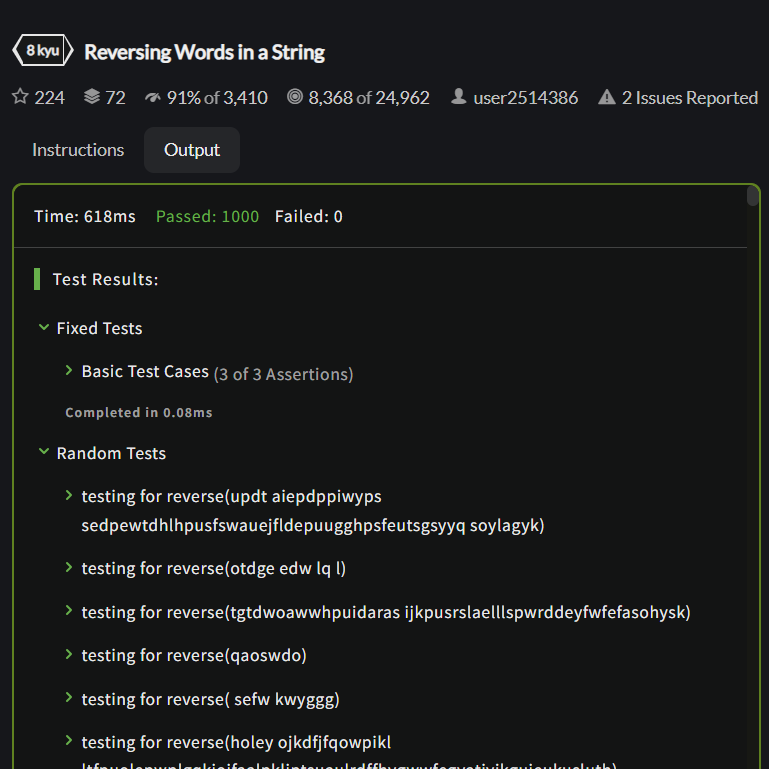 8 kyu Reversing Words in a String
224 72 91% of 3,410 8,368 of 24,962 user2514386 2 Issues Reported
Instructions Output
Time: 618ms Passed: 1000 Failed: 0
Test Results:
Fixed Tests
Basic Test Cases (3 of 3 Assertions)
Completed in 0.08ms
Random Tests
testing for reverse(updt aiepdppiwyps
sedpewtdhlhpusfswauejfldepuugghpsfeutsgsyyq soylagyk)
testing for reverse(otdge edw lq l)
testing for reverse(tgtdwoawwhpuidaras ijkpusrslaelllspwrddeyfwfefasohysk)
testing for reverse(qaoswdo)
testing for reverse( sefw kwyggg)
testing for reverse(holey ojkdfjfqowpikl